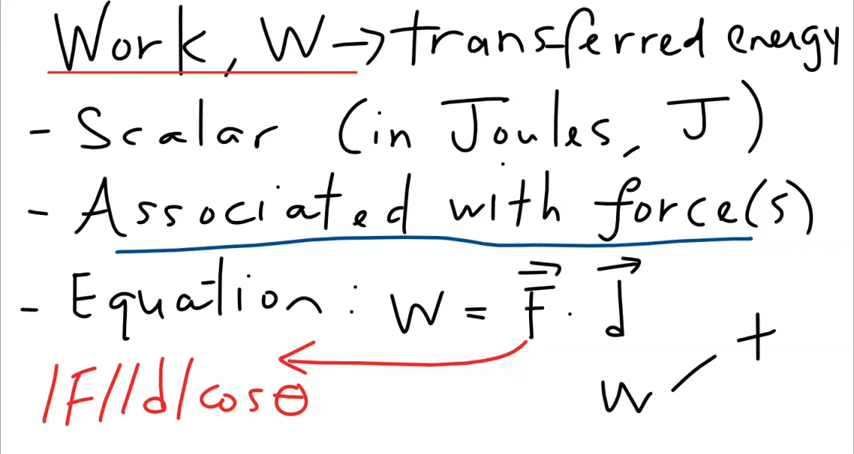 Work, W → transferred energy
- Scalar (in Joules, J)
- Associated with force(s)
- Equation: W = F⃗ · d⃗
|F||d|cosθ
W +